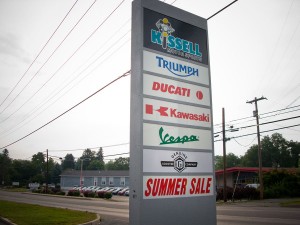 KISSELL
TRIUMPH
DUCATI
Kawasaki
Vespa
SUMMER SALE